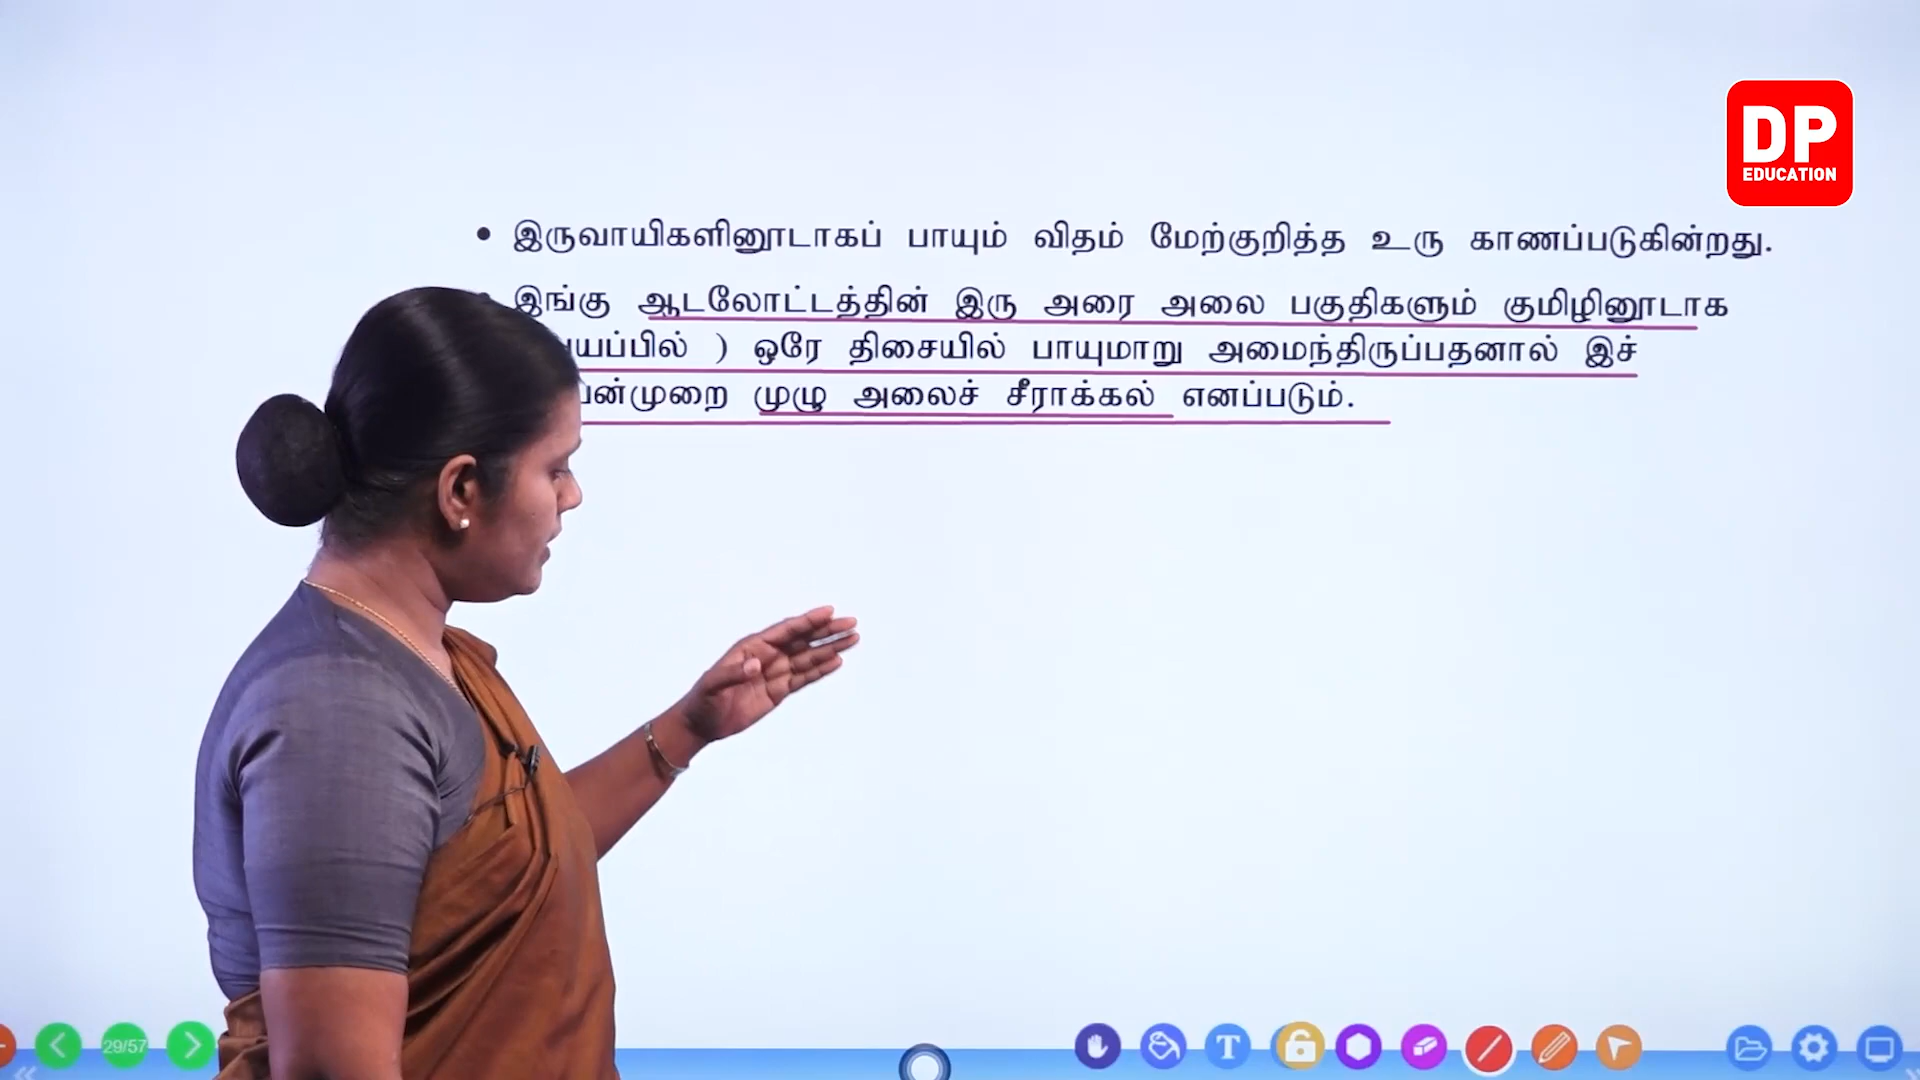 DP
EDUCATION
• இருவாயிகளினூடாகப் பாயும் விதம் மேற்குறித்த உரு காணப்படுகின்றது.
இங்கு ஆடலோட்டத்தின் இரு அரை அலை பகுதிகளும் குமிழினூடாக
) ஒரே திசையில் பாயுமாறு அமைந்திருப்பதனால் இச்
முழு அலைச் சீராக்கல் எனப்படும்.
29/57
T